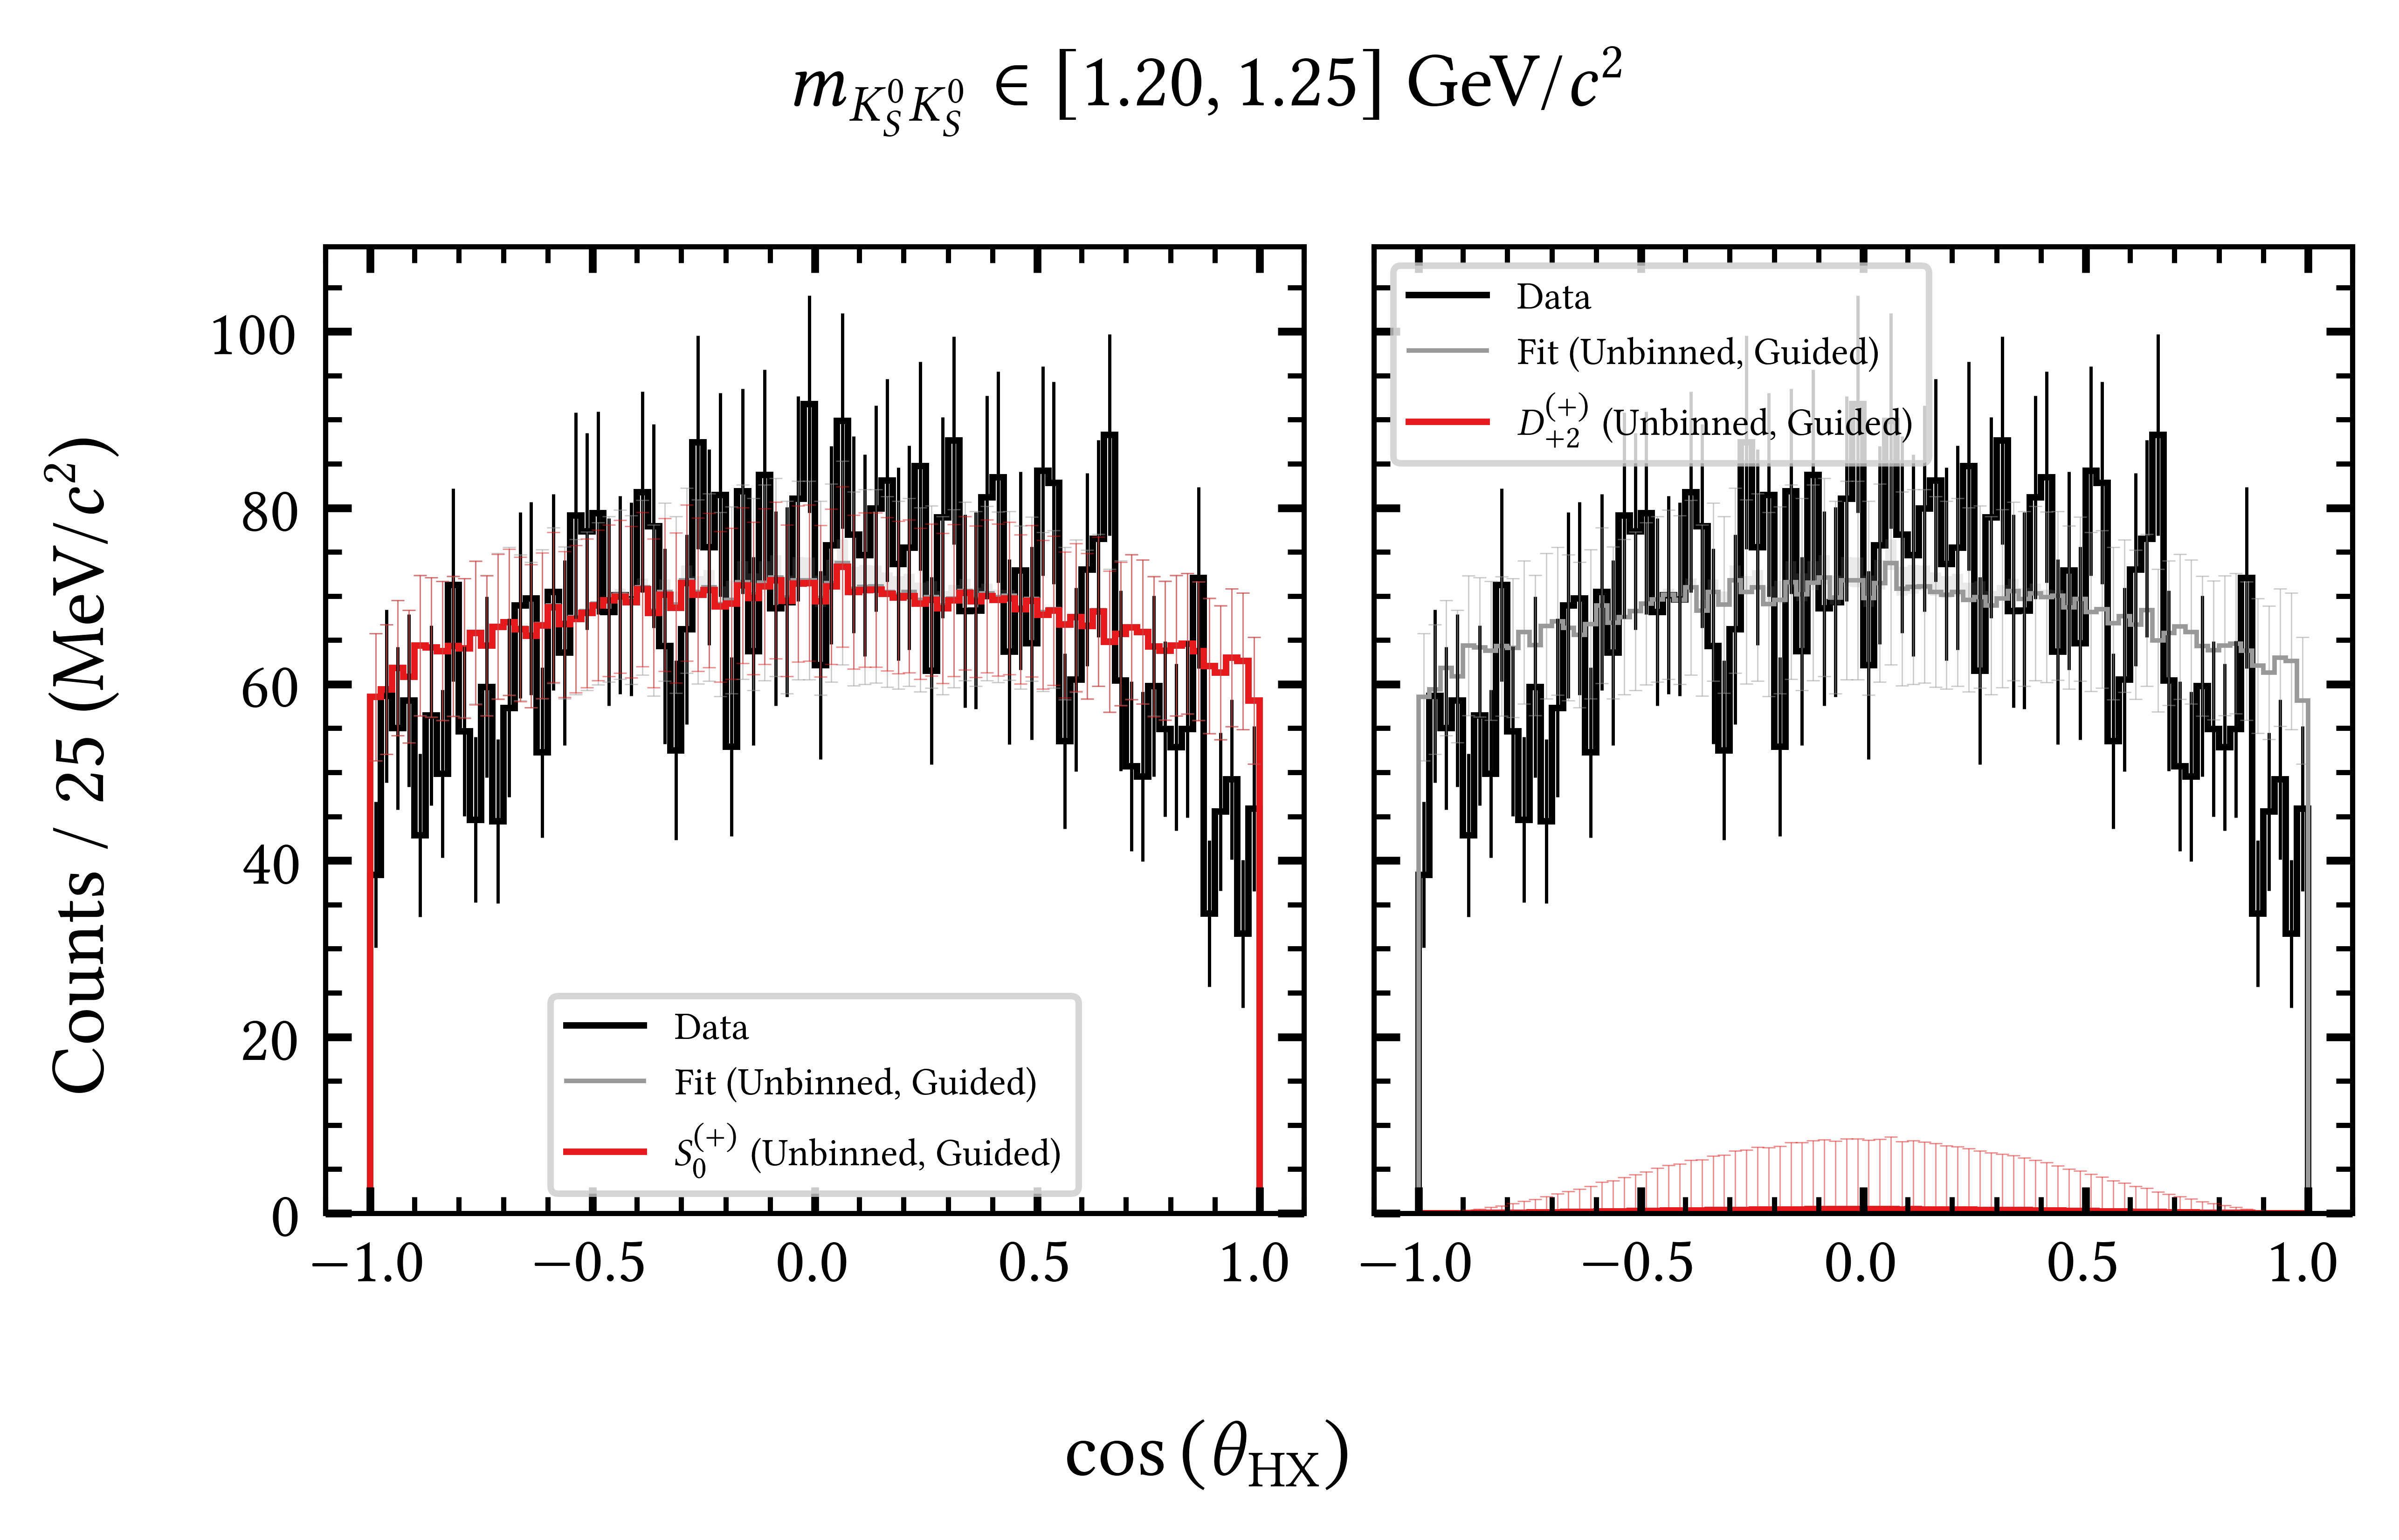 m_{K_S^0 K_S^0} ∈ [1.20, 1.25] GeV/c²
Counts / 25 (MeV/c²)
100
80
60
40
20
0
Data
Fit (Unbinned, Guided)
S_0^{(+)} (Unbinned, Guided)
−1.0 −0.5 0.0 0.5 1.0
Data
Fit (Unbinned, Guided)
D_{+2}^{(+)} (Unbinned, Guided)
−1.0 −0.5 0.0 0.5 1.0
cos (θ_{HX})